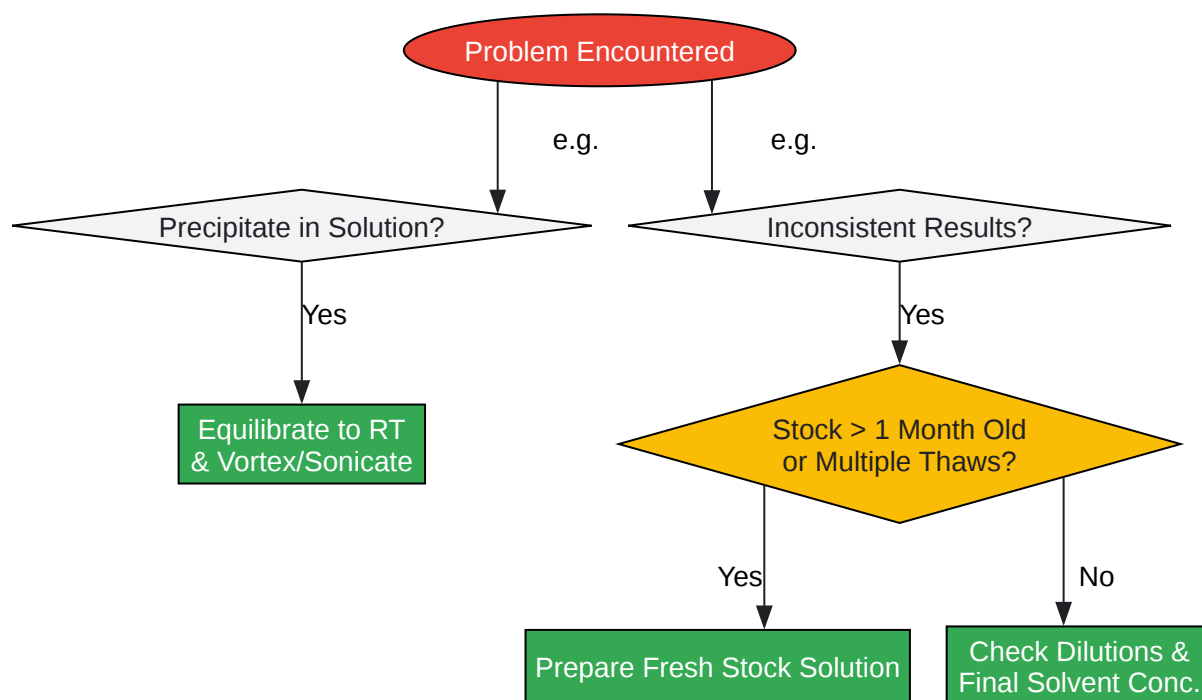 Problem Encountered
e.g.
e.g.
Precipitate in Solution?
Inconsistent Results?
Yes
Yes
Equilibrate to RT
& Vortex/Sonicate
Stock > 1 Month Old
or Multiple Thaws?
Yes
No
Prepare Fresh Stock Solution
Check Dilutions &
Final Solvent Conc.